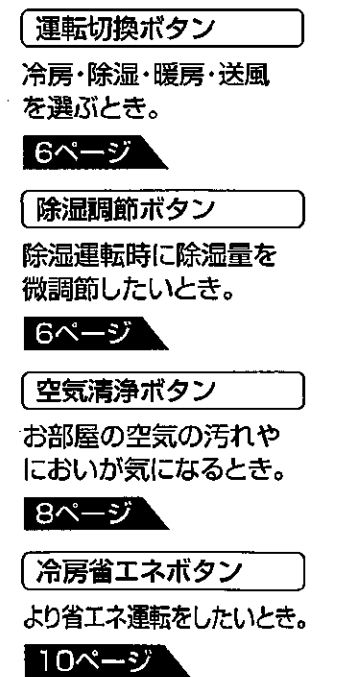 運転切換ボタン
冷房・除湿・暖房・送風
を選ぶとき。
6ページ
除湿調節ボタン
除湿運転時に除湿量を
微調節したいとき。
6ページ
空気清浄ボタン
お部屋の空気の汚れや
においが気になるとき。
8ページ
冷房省エネボタン
より省エネ運転をしたいとき。
10ページ